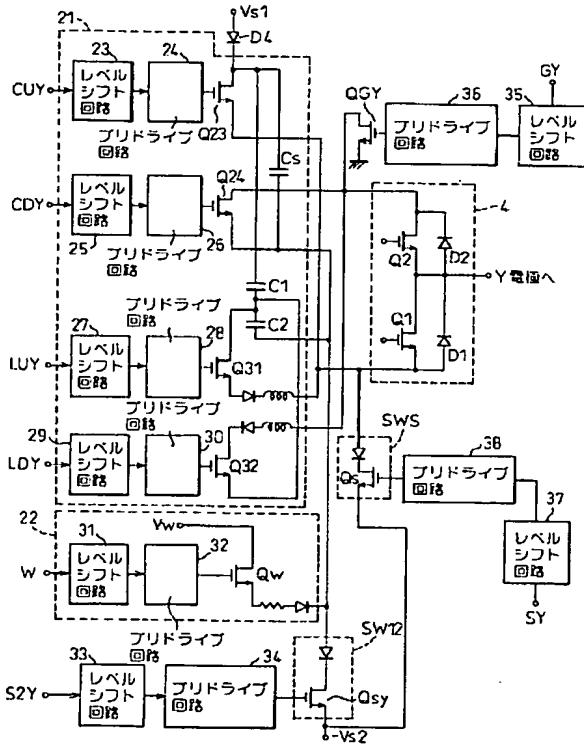 Vs1
21
D4
23
24
CUY
レベル
シフト
回路
Q23
プリドライブ
回路
QGY
36
プリドライブ
回路
GY
35
レベル
シフト
回路
Cs
Q24
CDY
レベル
シフト
回路
25
26
プリドライブ
回路
4
Q2
D2
Y電極へ
Q1
D1
C1
C2
プリドライブ
回路
27
28
LUY
レベル
シフト
回路
Q31
プリドライブ
回路
29
30
LDY
レベル
シフト
回路
Q32
SWS
Qs
38
プリドライブ
回路
37
レベル
シフト
回路
SY
22
Vw
31
32
W
レベル
シフト
回路
Qw
プリドライブ
回路
SW12
33
34
S2Y
レベル
シフト
回路
プリドライブ
回路
Qsy
-Vs2